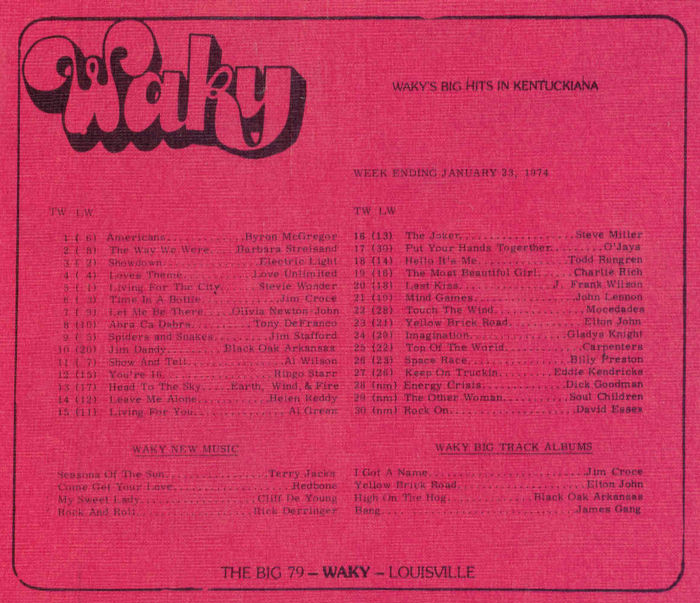 Waky
WAKY'S BIG HITS IN KENTUCKIANA
WEEK ENDING JANUARY 23, 1974
TW LW
1 ( 6) Americans............Byron McGregor
2 ( 8) The Way We Were....Barbara Streisand
3 ( 2) Showdown................Electric Light
4 ( 4) Loves Theme............Love Unlimited
5 ( 1) Living For The City.....Stevie Wonder
6 ( 3) Time In A Bottle............Jim Croce
7 ( 9) Let Me Be There....Olivia Newton John
8 (10) Abra Ca Dabra..........Tony DeFranco
9 ( 5) Spiders and Snakes.......Jim Stafford
10 (20) Jim Dandy.......Black Oak Arkansas
11 ( 7) Show And Tell..............Al Wilson
12 (15) You're 16................Ringo Starr
13 (17) Head To The Sky....Earth, Wind, & Fire
14 (12) Leave Me Alone...........Helen Reddy
15 (11) Living For You..............Al Green
TW LW
16 (13) The Joker..................Steve Miller
17 (30) Put Your Hands Togerther........O'Jays
18 (14) Hello It's Me..............Todd Rungren
19 (16) The Most Beautiful Girl.....Charlie Rich
20 (18) Last Kiss...............J. Frank Wilson
21 (19) Mind Games................John Lennon
22 (28) Touch The Wind..............Mocedades
23 (21) Yellow Brick Road...........Elton John
24 (29) Imagination..............Gladys Knight
25 (22) Top Of The World...........Carpenters
26 (23) Space Race..............Billy Preston
27 (26) Keep On Truckin........Eddie Kendricks
28 (nm) Energy Crisis............Dick Goodman
29 (nm) The Other Woman..........Soul Children
30 (nm) Rock On....................David Essex
WAKY NEW MUSIC
Seasons Of The Sun.................Terry Jacks
Come Get Your Love....................Redbone
My Sweet Lady....................Cliff De Young
Rock And Roll...................Rick Derringer
WAKY BIG TRACK ALBUMS
I Got A Name.........................Jim Croce
Yellow Brick Road....................Elton John
High On The Hog.............Black Oak Arkansas
Bang.................................James Gang
THE BIG 79 – WAKY – LOUISVILLE